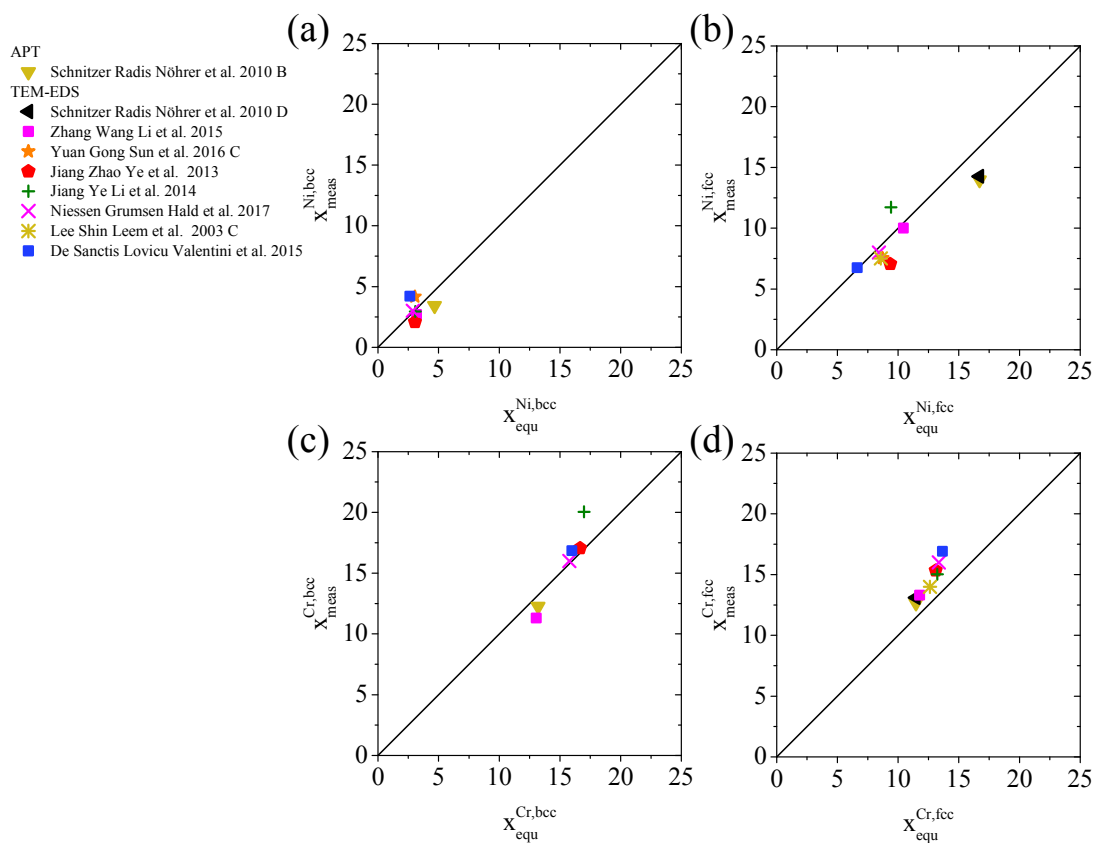 APT
Schnitzer Radis Nöhrer et al. 2010 B
TEM-EDS
Schnitzer Radis Nöhrer et al. 2010 D
Zhang Wang Li et al. 2015
Yuan Gong Sun et al. 2016 C
Jiang Zhao Ye et al.  2013
Jiang Ye Li et al. 2014
Niessen Grumsen Hald et al. 2017
Lee Shin Leem et al.  2003 C
De Sanctis Lovicu Valentini et al. 2015
(a)
25
20
15
10
5
0
x_meas^Ni,bcc
0 5 10 15 20 25
x_equ^Ni,bcc
(b)
25
20
15
10
5
0
x_meas^Ni,fcc
0 5 10 15 20 25
x_equ^Ni,fcc
(c)
25
20
15
10
5
0
x_meas^Cr,bcc
0 5 10 15 20 25
x_equ^Cr,bcc
(d)
25
20
15
10
5
0
x_meas^Cr,fcc
0 5 10 15 20 25
x_equ^Cr,fcc